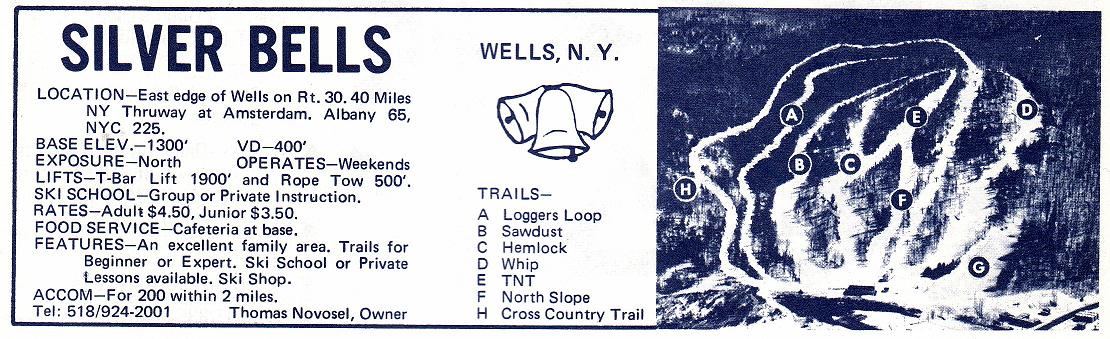 SILVER BELLS
LOCATION—East edge of Wells on Rt. 30. 40 Miles
NY Thruway at Amsterdam. Albany 65,
NYC 225.
BASE ELEV.—1300' VD—400'
EXPOSURE—North OPERATES—Weekends
LIFTS—T-Bar Lift 1900' and Rope Tow 500'.
SKI SCHOOL—Group or Private Instruction.
RATES—Adult $4.50, Junior $3.50.
FOOD SERVICE—Cafeteria at base.
FEATURES—An excellent family area. Trails for
Beginner or Expert. Ski School or Private
Lessons available. Ski Shop.
ACCOM—For 200 within 2 miles.
Tel: 518/924-2001 Thomas Novosel, Owner
WELLS, N. Y.
TRAILS—
A Loggers Loop
B Sawdust
C Hemlock
D Whip
E TNT
F North Slope
H Cross Country Trail
A
E
D
B
C
H
F
G